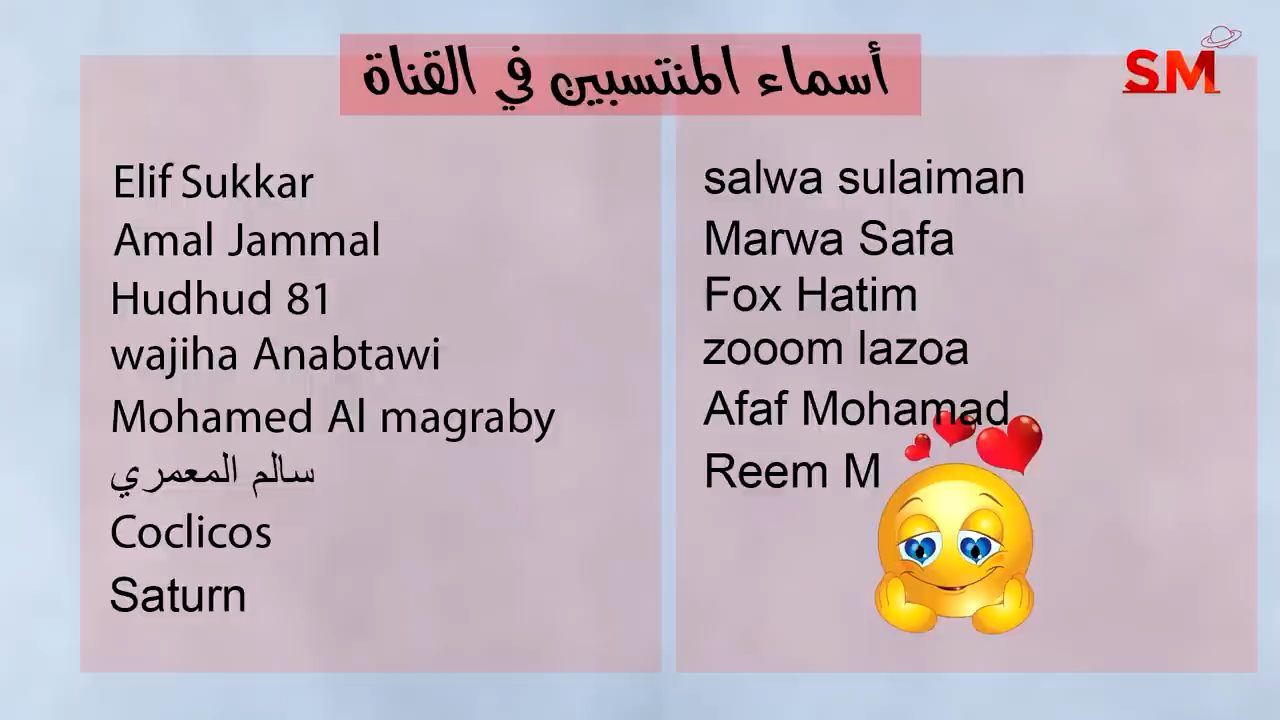 أسماء المنتسبين في القناة
SM
Elif Sukkar
Amal Jammal
Hudhud 81
wajiha Anabtawi
Mohamed Al magraby
سالم المعمري
Coclicos
Saturn
salwa sulaiman
Marwa Safa
Fox Hatim
zooom lazoa
Afaf Mohamad
Reem M